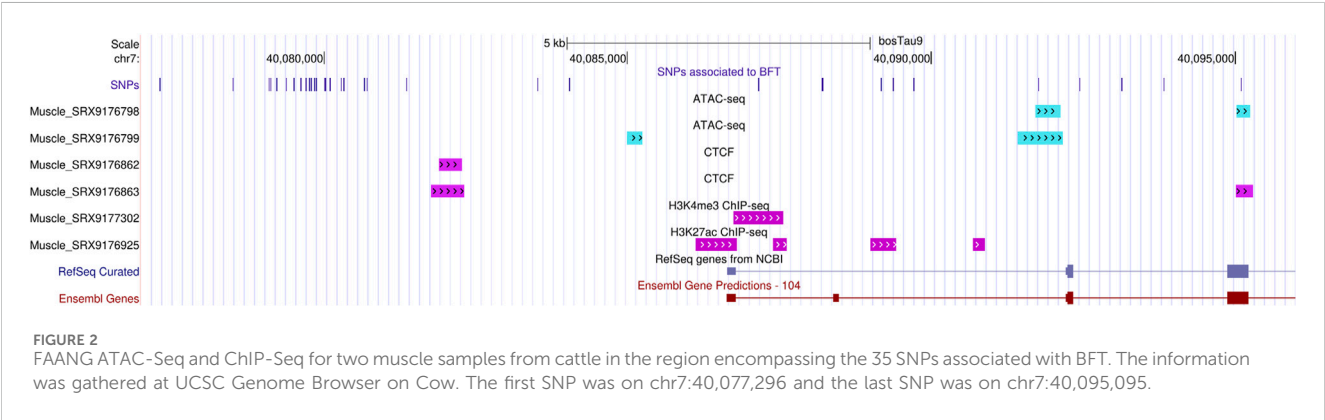 Scale 5 kb bosTau9
chr7: 40,080,000 40,085,000 40,090,000 40,095,000
SNPs associated to BFT
SNPs
ATAC-seq
Muscle_SRX9176798
ATAC-seq
Muscle_SRX9176799
CTCF
Muscle_SRX9176862
CTCF
Muscle_SRX9176863
H3K4me3 ChIP-seq
Muscle_SRX9177302
H3K27ac ChIP-seq
Muscle_SRX9176925
RefSeq genes from NCBI
RefSeq Curated
Ensembl Gene Predictions - 104
Ensembl Genes
FIGURE 2
FAANG ATAC-Seq and ChIP-Seq for two muscle samples from cattle in the region encompassing the 35 SNPs associated with BFT. The information
was gathered at UCSC Genome Browser on Cow. The first SNP was on chr7:40,077,296 and the last SNP was on chr7:40,095,095.